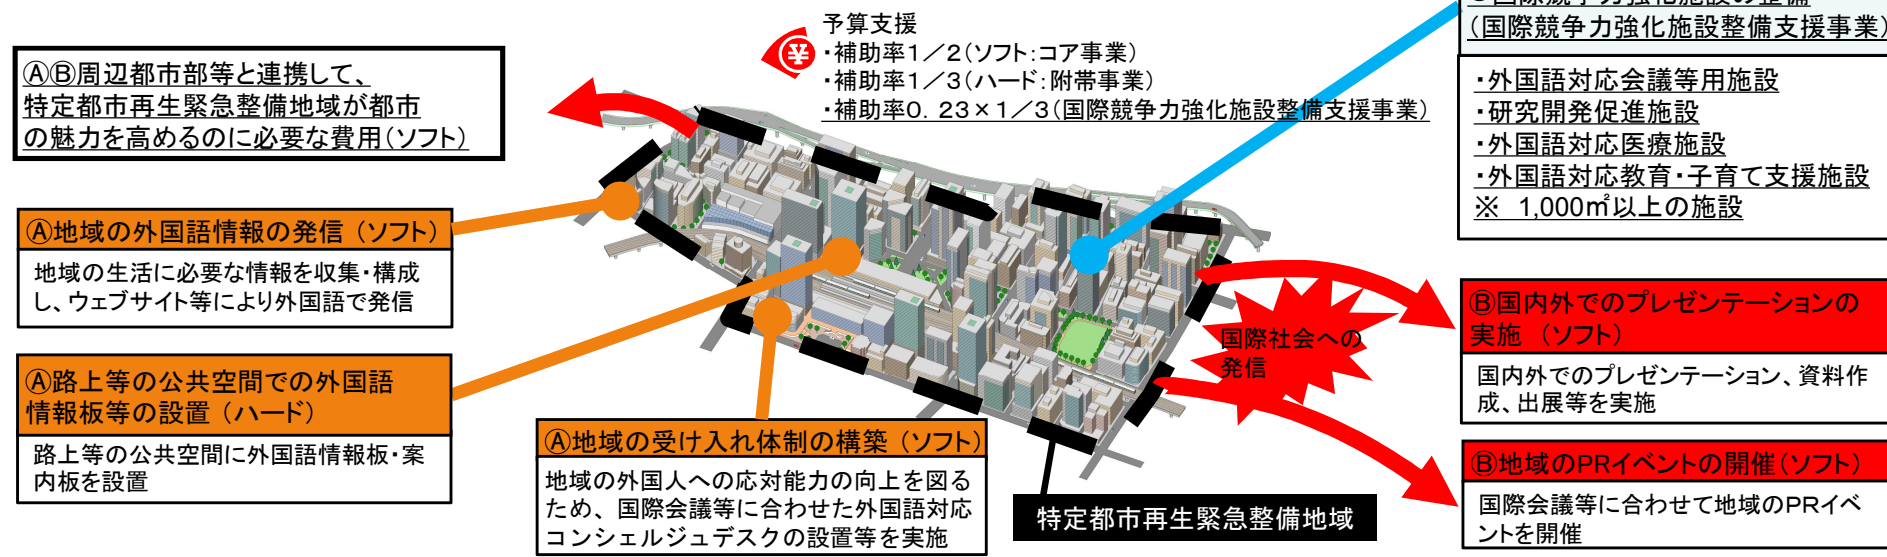 予算支援
・補助率1／2(ソフト:コア事業)
・補助率1／3(ハード:附帯事業)
・補助率0．23×1／3(国際競争力強化施設整備支援事業)
ⒶⒷ周辺都市部等と連携して、
特定都市再生緊急整備地域が都市
の魅力を高めるのに必要な費用(ソフト)
Ⓐ地域の外国語情報の発信 (ソフト)
地域の生活に必要な情報を収集・構成
し、ウェブサイト等により外国語で発信
Ⓐ路上等の公共空間での外国語
情報板等の設置 (ハード)
路上等の公共空間に外国語情報板・案
内板を設置
Ⓐ地域の受け入れ体制の構築 (ソフト)
地域の外国人への応対能力の向上を図る
ため、国際会議等に合わせた外国語対応
コンシェルジュデスクの設置等を実施
特定都市再生緊急整備地域
国際社会への
発信
国際競争力強化施設の整備
(国際競争力強化施設整備支援事業)
・外国語対応会議等用施設
・研究開発促進施設
・外国語対応医療施設
・外国語対応教育・子育て支援施設
※ 1,000㎡以上の施設
Ⓑ国内外でのプレゼンテーションの
実施 (ソフト)
国内外でのプレゼンテーション、資料作
成、出展等を実施
Ⓑ地域のPRイベントの開催(ソフト)
国際会議等に合わせて地域のPRイベ
ントを開催